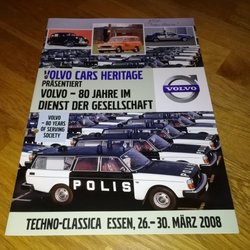 VOLVO CARS HERITAGE
PRÄSENTIERT
VOLVO – 80 JAHRE IM
DIENST DER GESELLSCHAFT
VOLVO
– 80 YEARS
OF SERVING
SOCIETY
VOLVO
POLIS
TECHNO-CLASSICA ESSEN, 26.–30. MÄRZ 2008